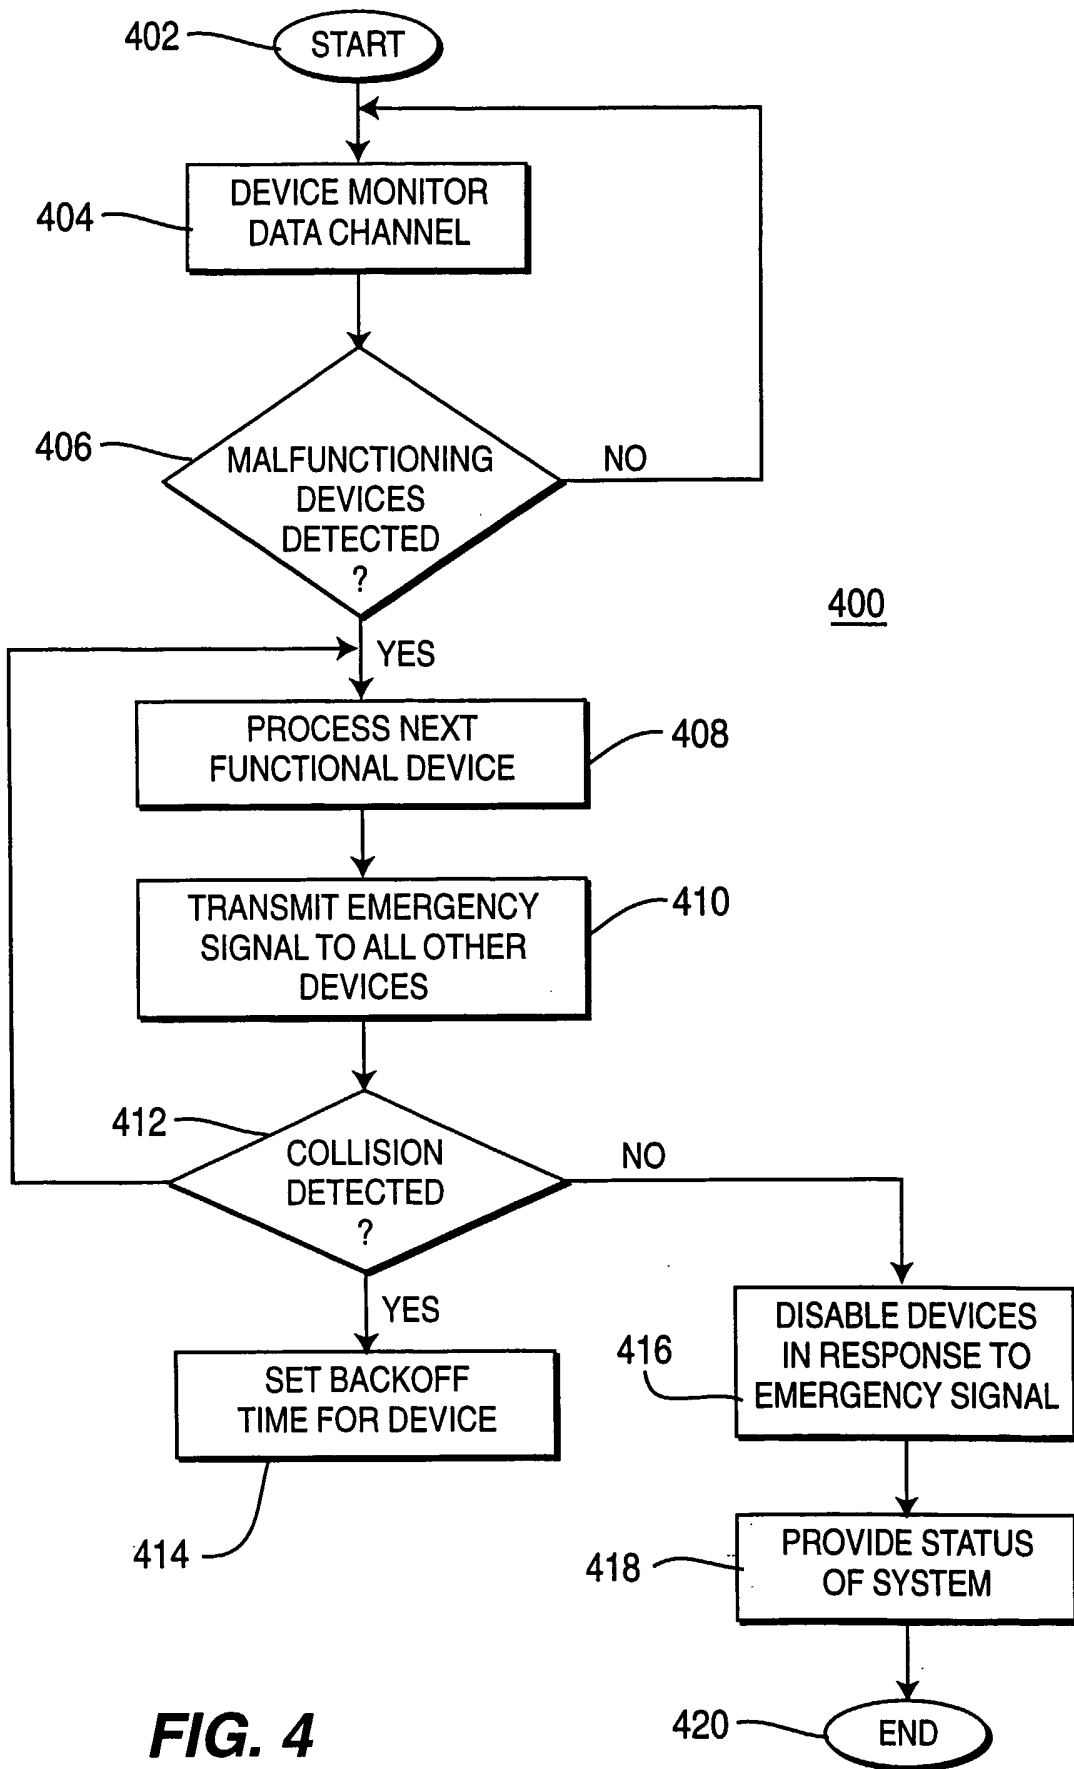 402
START
404
DEVICE MONITOR
DATA CHANNEL
406
MALFUNCTIONING
DEVICES
DETECTED
?
NO
400
YES
PROCESS NEXT
FUNCTIONAL DEVICE
408
TRANSMIT EMERGENCY
SIGNAL TO ALL OTHER
DEVICES
410
412
COLLISION
DETECTED
?
NO
YES
SET BACKOFF
TIME FOR DEVICE
414
416
DISABLE DEVICES
IN RESPONSE TO
EMERGENCY SIGNAL
418
PROVIDE STATUS
OF SYSTEM
420
END
FIG. 4